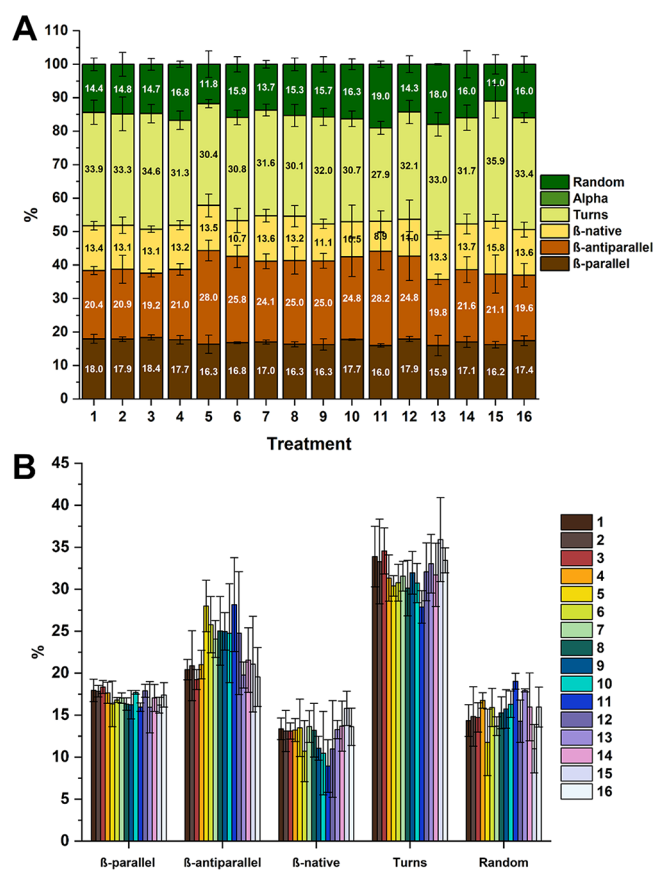 A
110
100
90
80
70
60
50
40
30
20
10
0
%
14.4 14.8 14.7 16.8 11.8 15.9 13.7 15.3 15.7 16.3 19.0 14.3 18.0 16.0 11.0 16.0
33.9 33.3 34.6 31.3 30.4 30.8 31.6 30.1 32.0 30.7 27.9 32.1 33.0 31.7 35.9 33.4
13.4 13.1 13.1 13.2 13.5 10.7 13.6 13.2 11.1 10.5 8.9 13.3 13.7 15.8 13.6
20.4 20.9 19.2 21.0 28.0 25.8 24.1 25.0 25.0 24.8 28.2 24.8 19.8 21.6 21.1 19.6
18.0 17.9 18.4 17.7 16.3 16.8 17.0 16.3 16.3 17.7 16.0 17.9 15.9 17.1 16.2 17.4
1 2 3 4 5 6 7 8 9 10 11 12 13 14 15 16
Treatment
Random
Alpha
Turns
ß-native
ß-antiparallel
ß-parallel
B
45
40
35
30
25
20
15
10
5
0
%
ß-parallel ß-antiparallel ß-native Turns Random
1
2
3
4
5
6
7
8
9
10
11
12
13
14
15
16